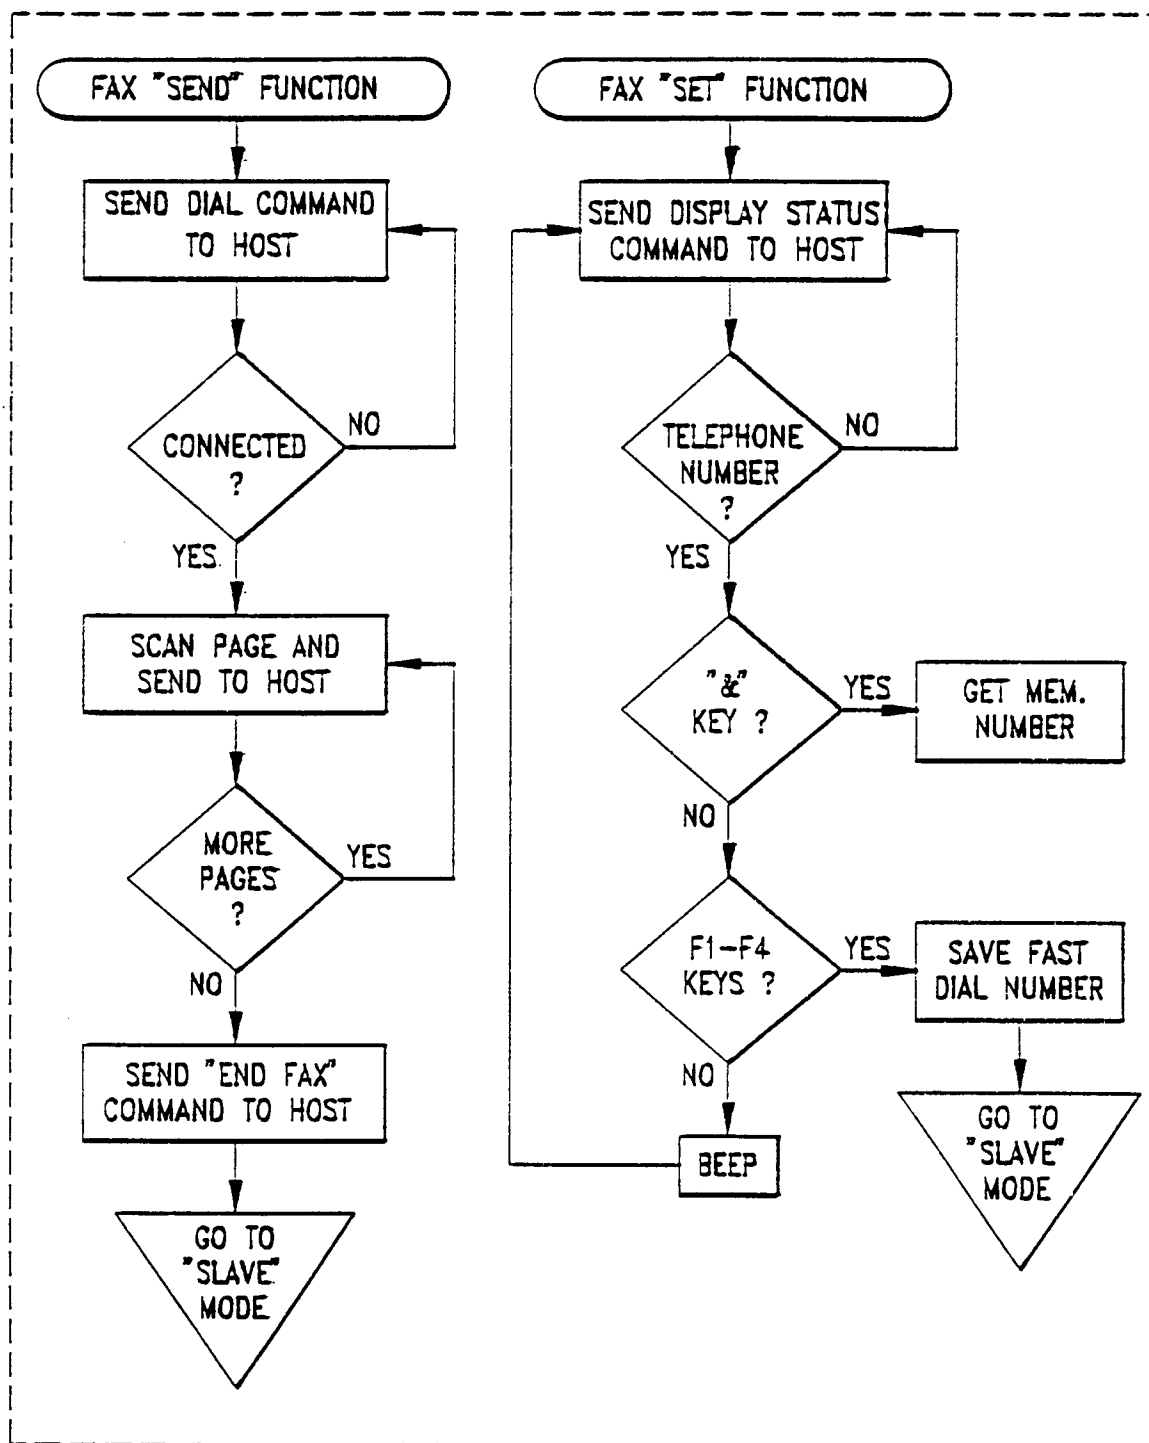 FAX "SEND" FUNCTION
SEND DIAL COMMAND
TO HOST
CONNECTED
?
NO
YES
SCAN PAGE AND
SEND TO HOST
MORE
PAGES
?
YES
NO
SEND "END FAX"
COMMAND TO HOST
GO TO
"SLAVE"
MODE
FAX "SET" FUNCTION
SEND DISPLAY STATUS
COMMAND TO HOST
TELEPHONE
NUMBER
?
NO
YES
"&"
KEY ?
YES
GET MEM.
NUMBER
NO
F1-F4
KEYS ?
YES
SAVE FAST
DIAL NUMBER
NO
BEEP
GO TO
"SLAVE"
MODE